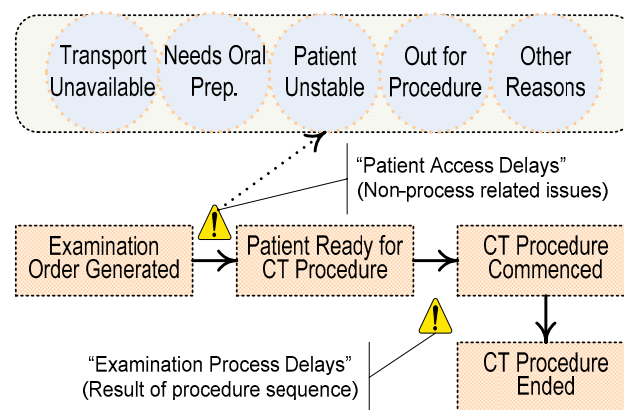 Transport
Unavailable
Needs Oral
Prep.
Patient
Unstable
Out for
Procedure
Other
Reasons
“Patient Access Delays”
(Non-process related issues)
Examination
Order Generated
Patient Ready for
CT Procedure
CT Procedure
Commenced
“Examination Process Delays”
(Result of procedure sequence)
CT Procedure
Ended